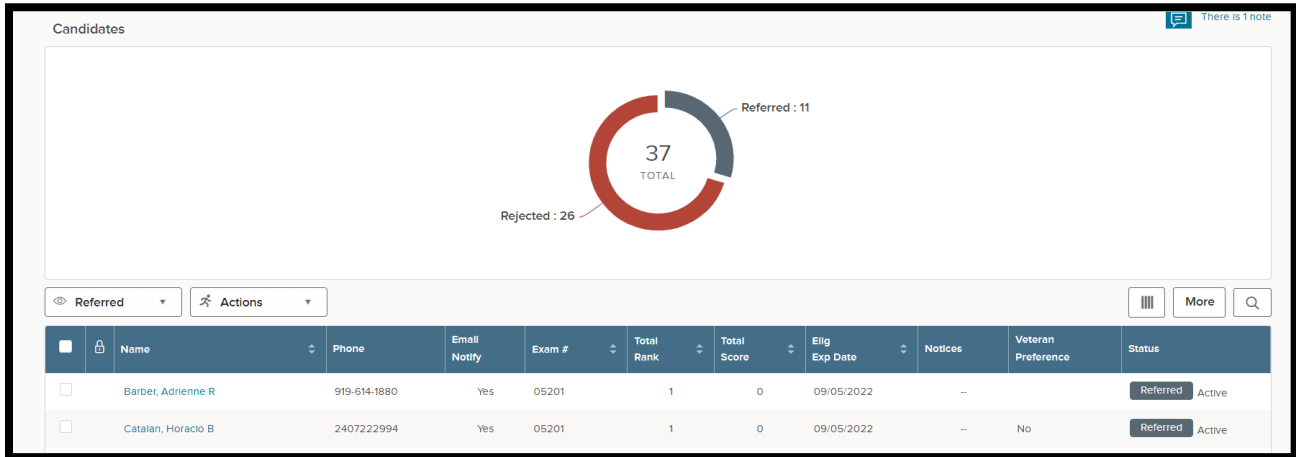 There is 1 note
Candidates
Referred : 11
37
TOTAL
Rejected : 26
Referred Actions More
Name Phone Email Notify Exam # Total Rank Total Score Elig Exp Date Notices Veteran Preference Status
Barber, Adrienne R 919-614-1880 Yes 05201 1 0 09/05/2022 -- Referred Active
Catalan, Horacio B 2407222994 Yes 05201 1 0 09/05/2022 -- No Referred Active